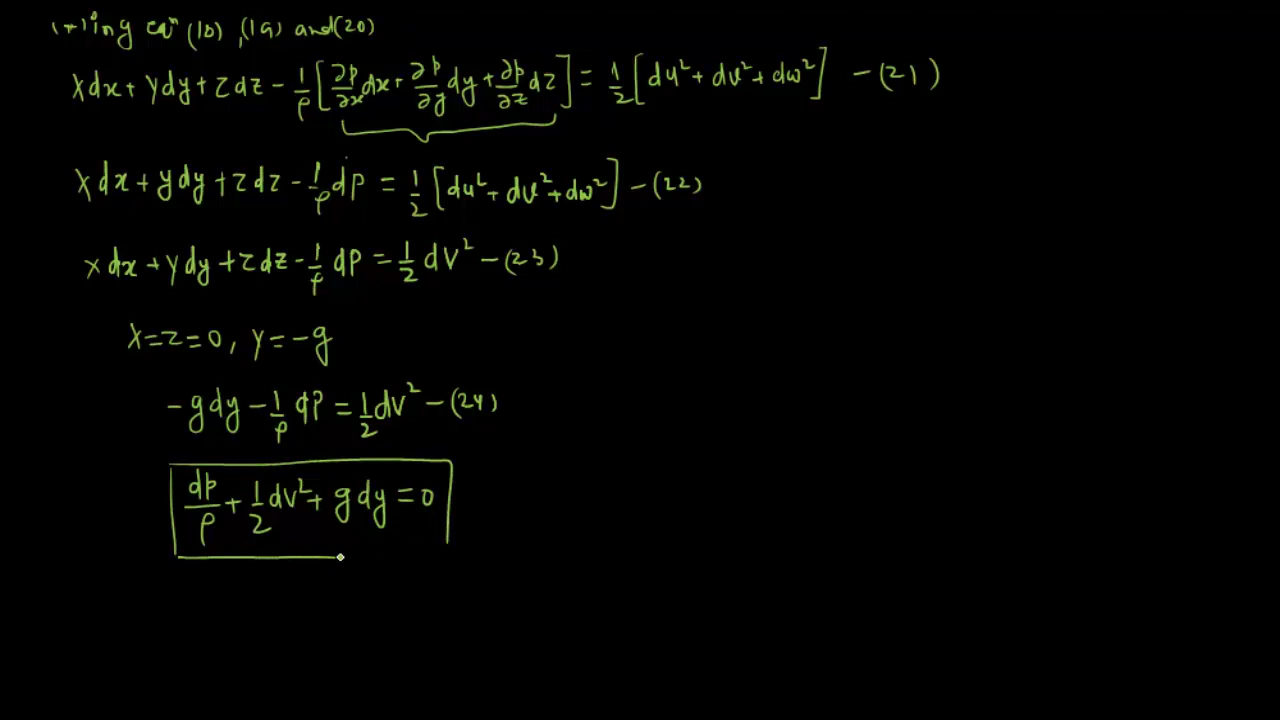 eqⁿ (18), (19) and (20)
Xdx + Ydy + Zdz - 1/ρ [∂p/∂x dx + ∂p/∂y dy + ∂p/∂z dz] = 1/2 [du² + dv² + dw²] - (21)
Xdx + Ydy + Zdz - 1/ρ dP = 1/2 [du² + dv² + dw²] - (22)
Xdx + Ydy + Zdz - 1/ρ dP = 1/2 dV² - (23)
X = Z = 0, Y = -g
-gdy - 1/ρ dP = 1/2 dV² - (24)
dp/ρ + 1/2 dV² + gdy = 0